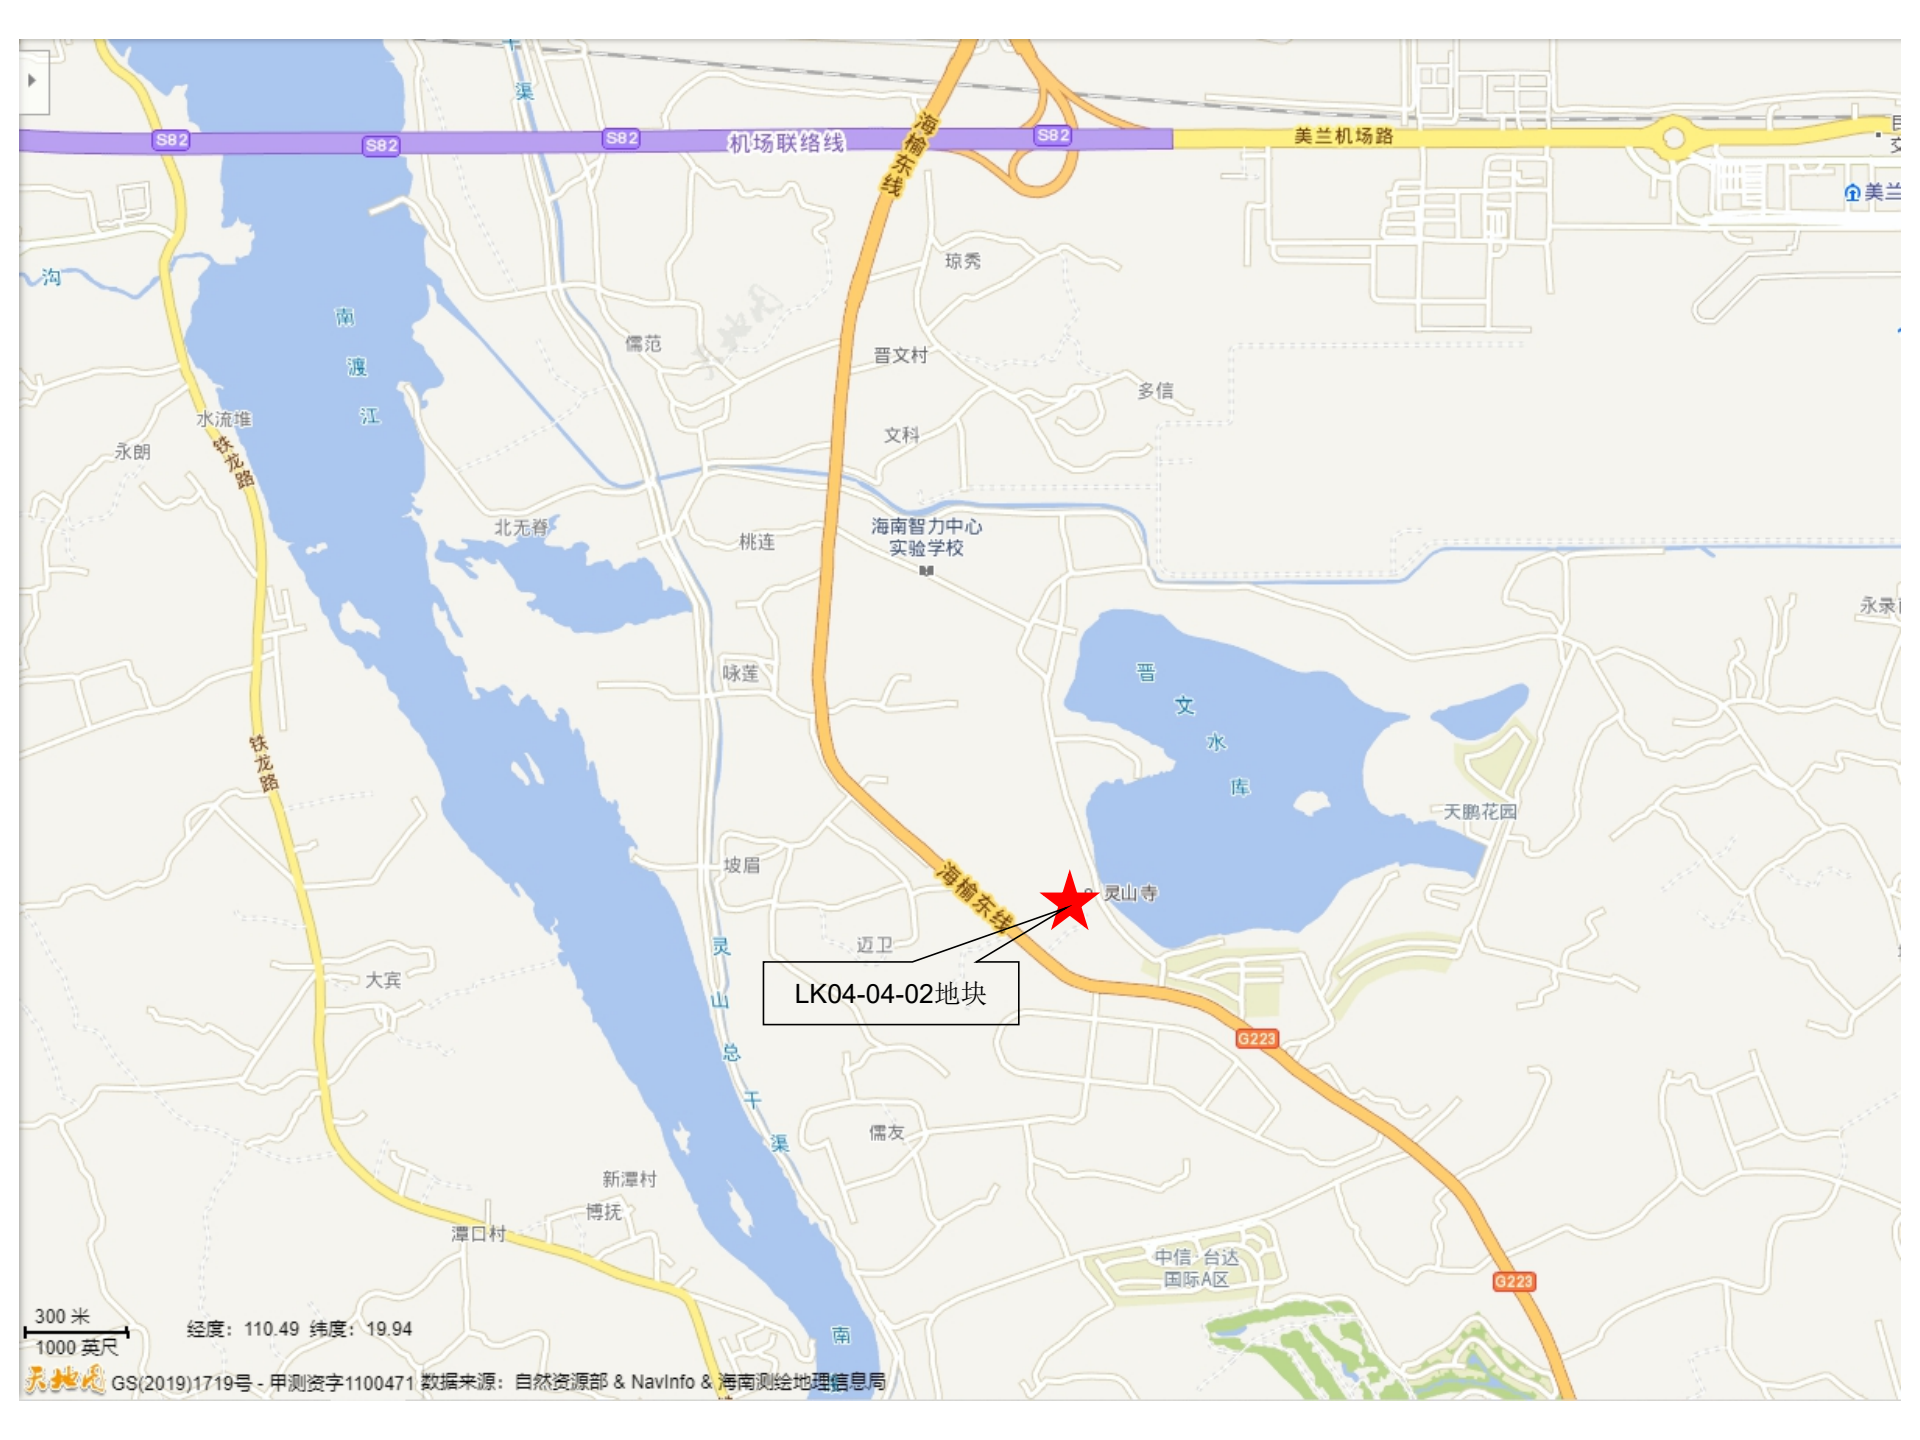 干
渠
S82
S82
S82
机场联络线
海榆东线
S82
美兰机场路
美兰
沟
琼秀
南渡江
儒范
晋文村
多信
水流堆
文科
永朗
铁龙路
北无脊
海南智力中心
实验学校
桃连
永录
咏莲
晋文水库
铁龙路
天鹏花园
坡眉
海榆东线
灵山寺
迈卫
大宾
LK04-04-02地块
灵山总干渠
G223
儒友
新潭村
博抚
潭口村
中信·台达
国际A区
G223
300 米
1000 英尺
经度：110.49 纬度：19.94
南
天地图
GS(2019)1719号 - 甲测资字1100471 数据来源：自然资源部 & NavInfo & 海南测绘地理信息局